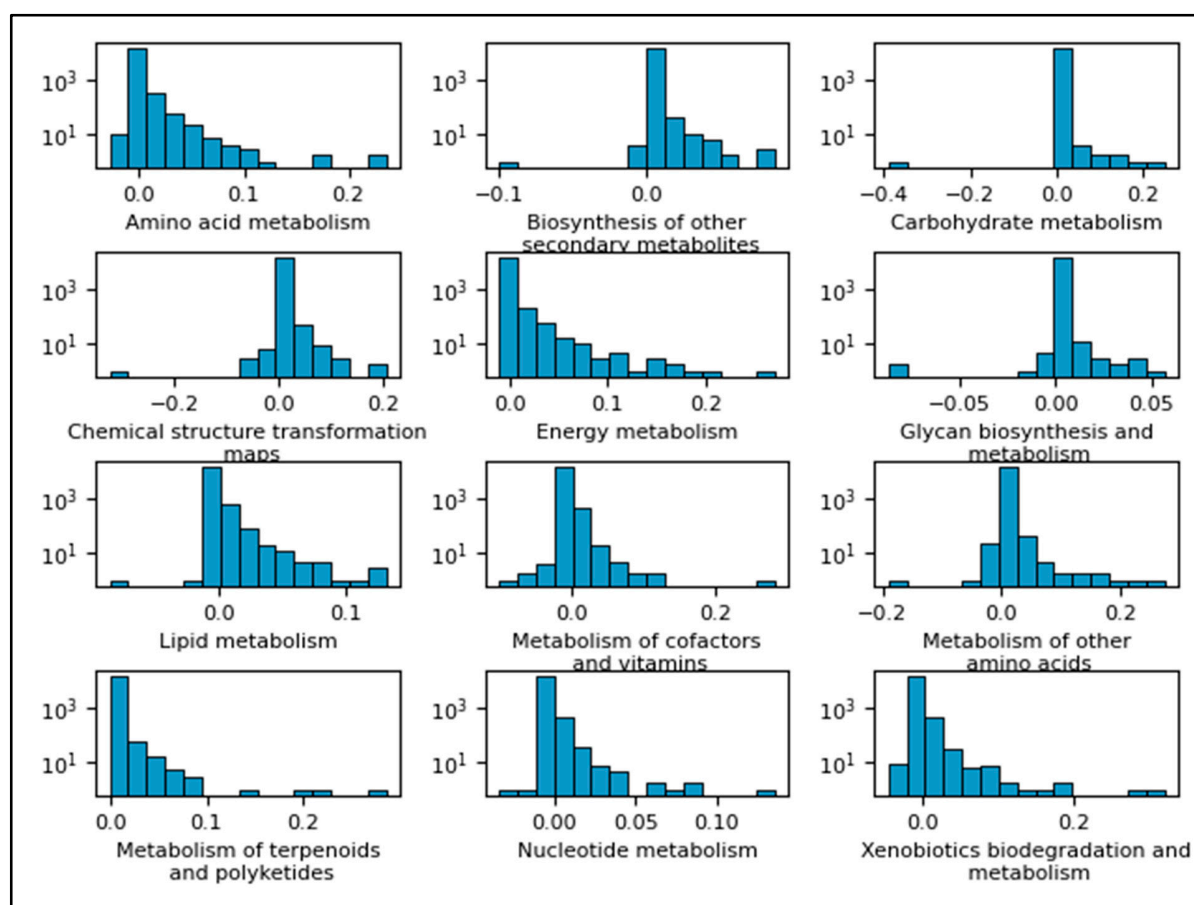 10³
10¹
0.0 0.1 0.2
Amino acid metabolism
10³
10¹
−0.1 0.0
Biosynthesis of other
secondary metabolites
10³
10¹
−0.4 −0.2 0.0 0.2
Carbohydrate metabolism
10³
10¹
−0.2 0.0 0.2
Chemical structure transformation
maps
10³
10¹
0.0 0.1 0.2
Energy metabolism
10³
10¹
−0.05 0.00 0.05
Glycan biosynthesis and
metabolism
10³
10¹
0.0 0.1
Lipid metabolism
10³
10¹
0.0 0.2
Metabolism of cofactors
and vitamins
10³
10¹
−0.2 0.0 0.2
Metabolism of other
amino acids
10³
10¹
0.0 0.1 0.2
Metabolism of terpenoids
and polyketides
10³
10¹
0.00 0.05 0.10
Nucleotide metabolism
10³
10¹
0.0 0.2
Xenobiotics biodegradation and
metabolism